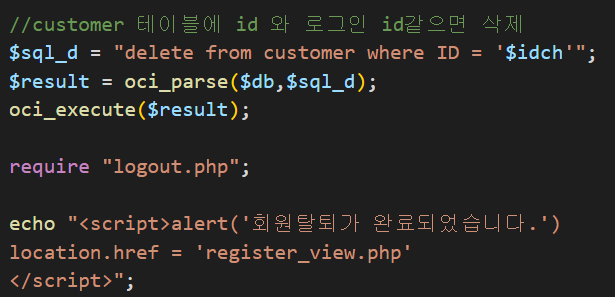 //customer 테이블에 id 와 로그인 id같으면 삭제
$sql_d = "delete from customer where ID = '$idch'";
$result = oci_parse($db,$sql_d);
oci_execute($result);
require "logout.php";
echo "<script>alert('회원탈퇴가 완료되었습니다.')
location.href = 'register_view.php'
</script>";